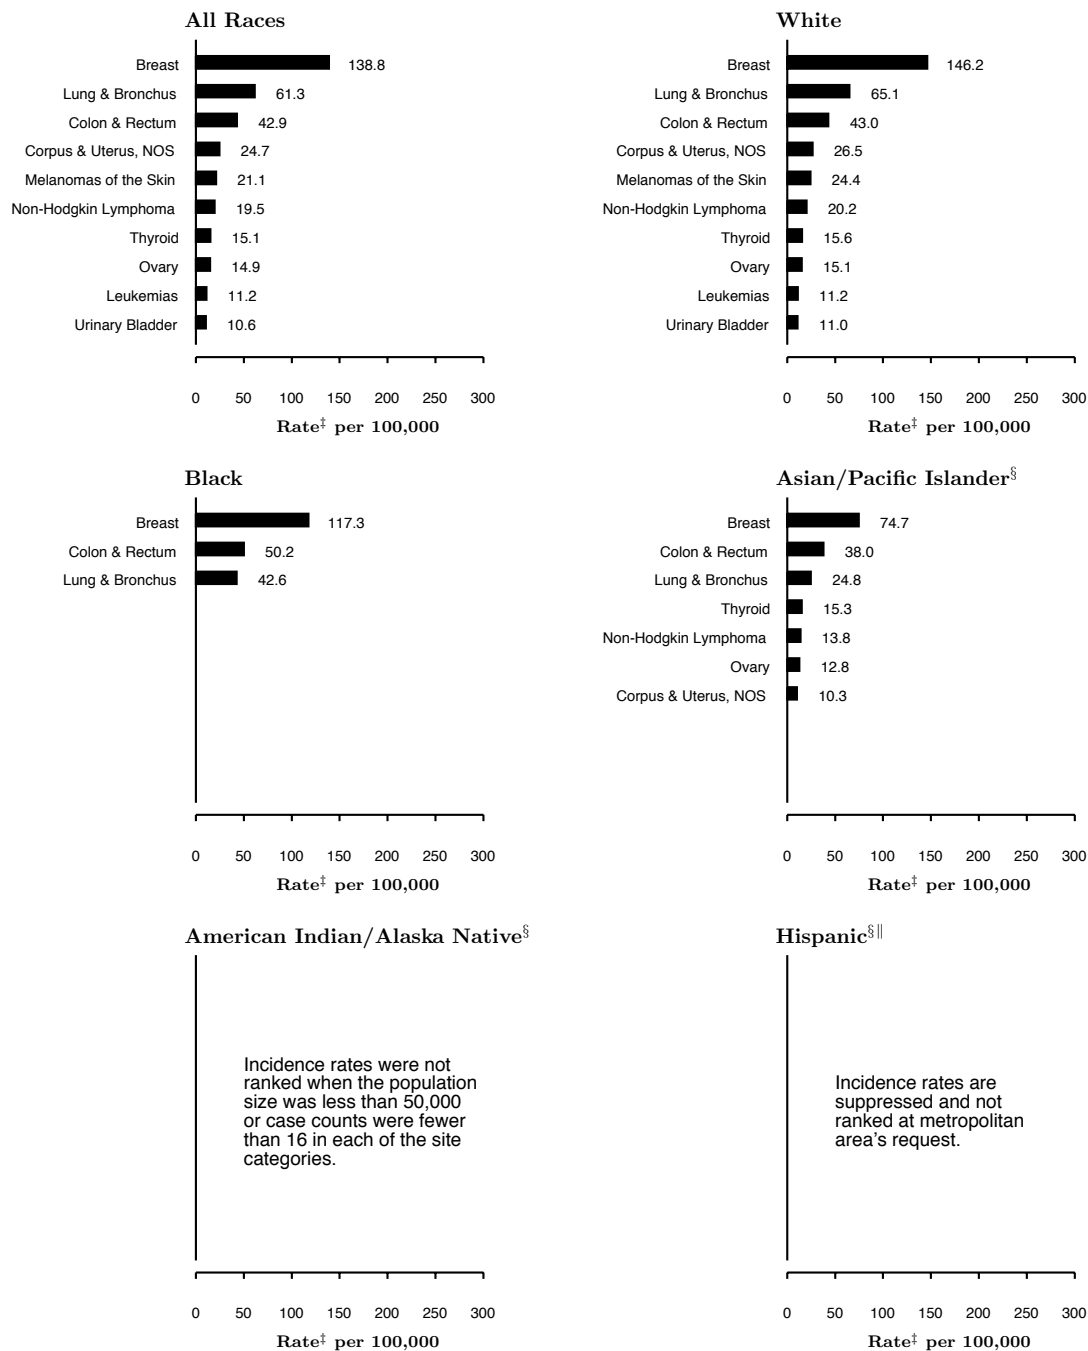 All Races
Breast 138.8
Lung & Bronchus 61.3
Colon & Rectum 42.9
Corpus & Uterus, NOS 24.7
Melanomas of the Skin 21.1
Non-Hodgkin Lymphoma 19.5
Thyroid 15.1
Ovary 14.9
Leukemias 11.2
Urinary Bladder 10.6
0 50 100 150 200 250 300
Rate‡ per 100,000
White
Breast 146.2
Lung & Bronchus 65.1
Colon & Rectum 43.0
Corpus & Uterus, NOS 26.5
Melanomas of the Skin 24.4
Non-Hodgkin Lymphoma 20.2
Thyroid 15.6
Ovary 15.1
Leukemias 11.2
Urinary Bladder 11.0
0 50 100 150 200 250 300
Rate‡ per 100,000
Black
Breast 117.3
Colon & Rectum 50.2
Lung & Bronchus 42.6
0 50 100 150 200 250 300
Rate‡ per 100,000
Asian/Pacific Islander§
Breast 74.7
Colon & Rectum 38.0
Lung & Bronchus 24.8
Thyroid 15.3
Non-Hodgkin Lymphoma 13.8
Ovary 12.8
Corpus & Uterus, NOS 10.3
0 50 100 150 200 250 300
Rate‡ per 100,000
American Indian/Alaska Native§
Incidence rates were not
ranked when the population
size was less than 50,000
or case counts were fewer
than 16 in each of the site
categories.
0 50 100 150 200 250 300
Rate‡ per 100,000
Hispanic§‖
Incidence rates are
suppressed and not
ranked at metropolitan
area's request.
0 50 100 150 200 250 300
Rate‡ per 100,000